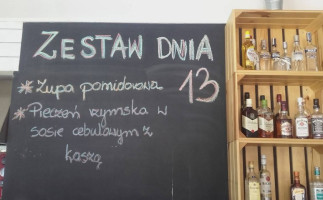 ZESTAW DNIA
* Zupa pomidorowa 13
* Pieczeń rzymska w
sosie cebulowym z
kaszą